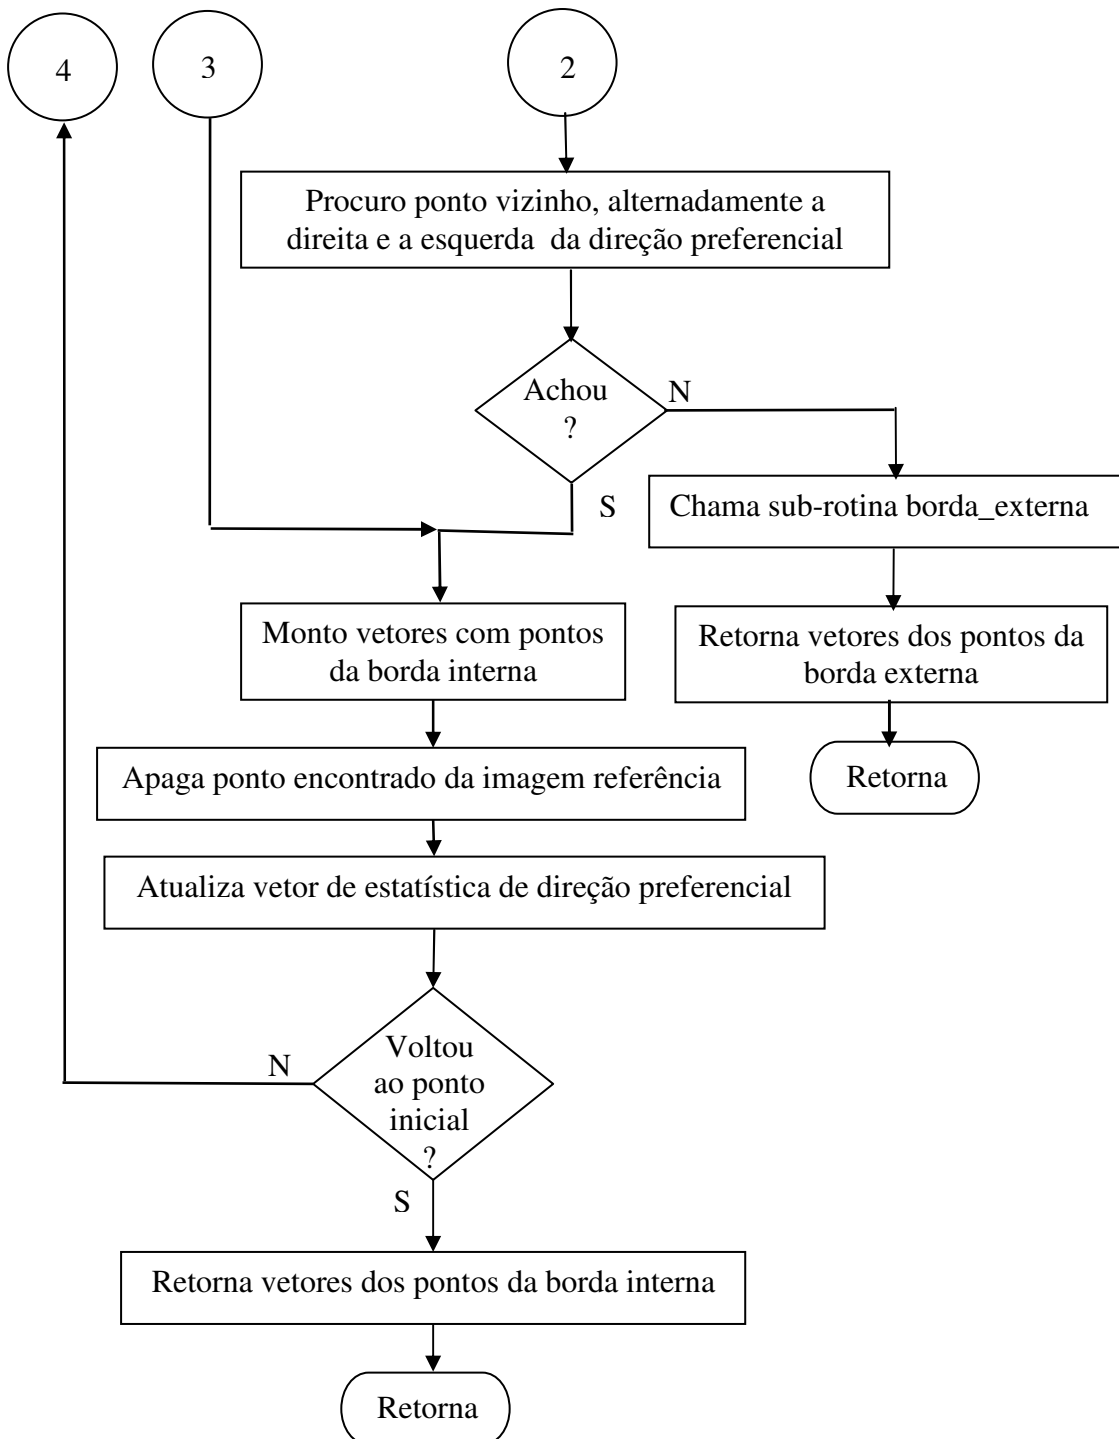 4
3
2
Procuro ponto vizinho, alternadamente a
direita e a esquerda da direção preferencial
Achou
?
N
S
Chama sub-rotina borda_externa
Monto vetores com pontos
da borda interna
Retorna vetores dos pontos da
borda externa
Apaga ponto encontrado da imagem referência
Retorna
Atualiza vetor de estatística de direção preferencial
Voltou
ao ponto
inicial
?
N
S
Retorna vetores dos pontos da borda interna
Retorna